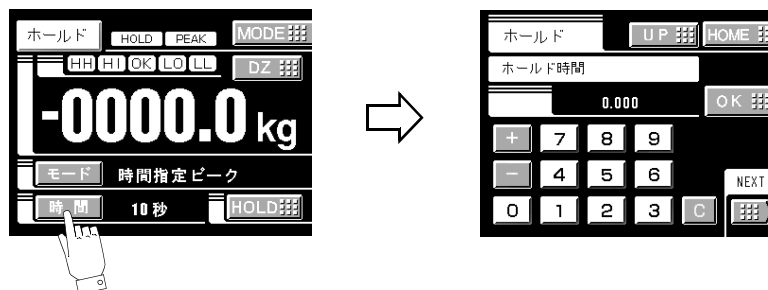 ホールド HOLD PEAK MODE
HH HI OK LO LL DZ
-0000.0 kg
モード 時間指定ピーク
時間 10秒 HOLD
ホールド UP HOME
ホールド時間
0.000 OK
+ 7 8 9
- 4 5 6
NEXT
0 1 2 3 C